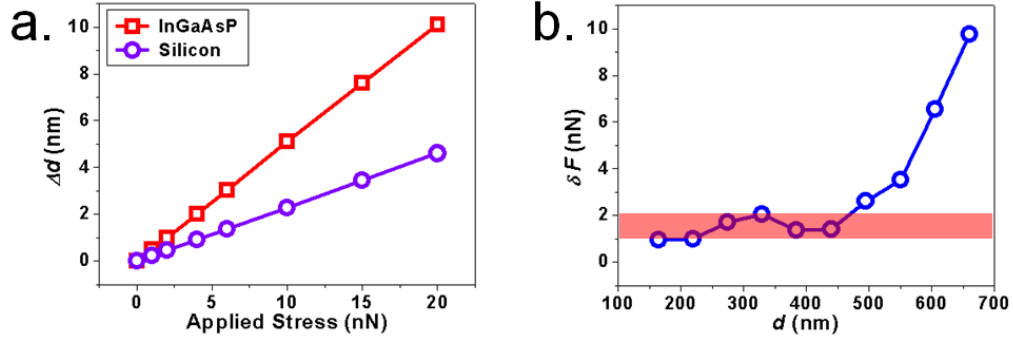 a.
InGaAsP
Silicon
Δd (nm)
10
8
6
4
2
0
0 5 10 15 20
Applied Stress (nN)
b.
δF (nN)
10
8
6
4
2
0
100 200 300 400 500 600 700
d (nm)